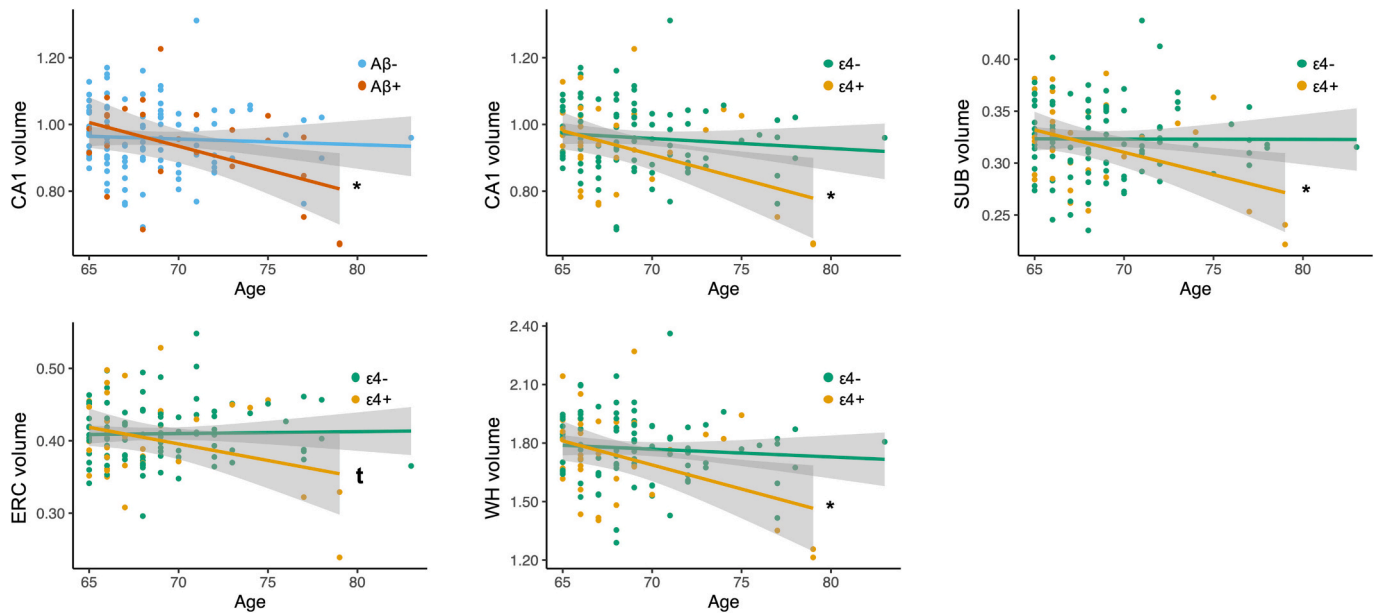 CA1 volume
1.20
1.00
0.80
Aβ-
Aβ+
*
65 70 75 80
Age
CA1 volume
1.20
1.00
0.80
ε4-
ε4+
*
65 70 75 80
Age
SUB volume
0.40
0.35
0.30
0.25
ε4-
ε4+
*
65 70 75 80
Age
ERC volume
0.50
0.40
0.30
ε4-
ε4+
t
65 70 75 80
Age
WH volume
2.40
2.10
1.80
1.50
1.20
ε4-
ε4+
*
65 70 75 80
Age